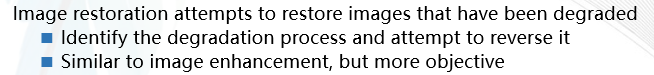 Image restoration attempts to restore images that have been degraded
■ Identify the degradation process and attempt to reverse it
■ Similar to image enhancement, but more objective